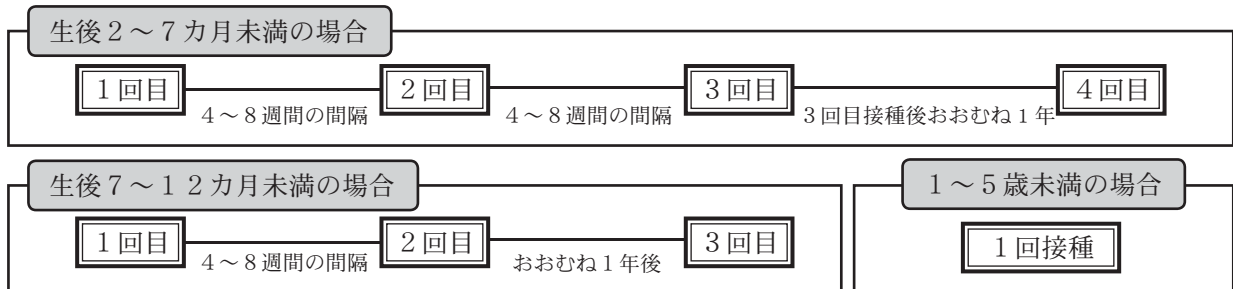 生後２～７カ月未満の場合
１回目 ２回目 ３回目 ４回目
４～８週間の間隔 ４～８週間の間隔 ３回目接種後おおむね１年
生後７～１２カ月未満の場合
１回目 ２回目 ３回目
４～８週間の間隔 おおむね１年後
１～５歳未満の場合
１回接種